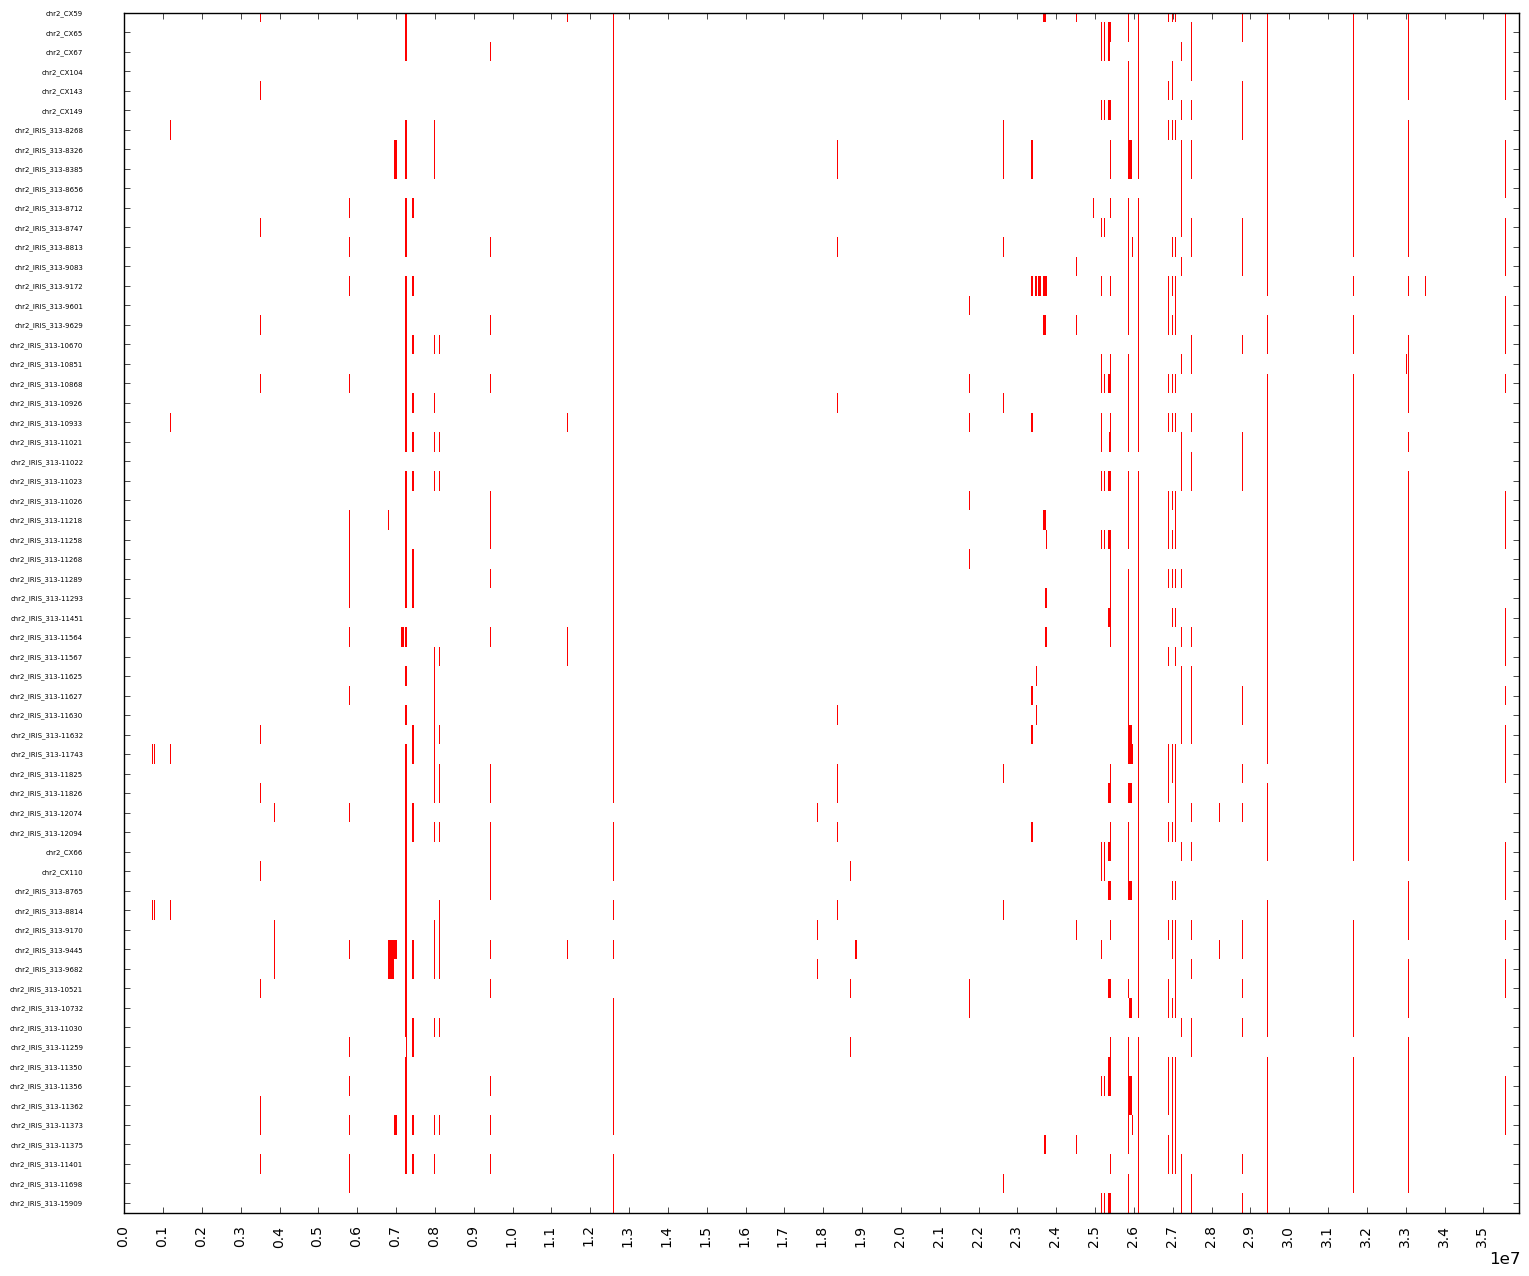 chr2_CX59
chr2_CX65
chr2_CX67
chr2_CX104
chr2_CX143
chr2_CX149
chr2_IRIS_313-8268
chr2_IRIS_313-8326
chr2_IRIS_313-8385
chr2_IRIS_313-8656
chr2_IRIS_313-8712
chr2_IRIS_313-8747
chr2_IRIS_313-8813
chr2_IRIS_313-9083
chr2_IRIS_313-9172
chr2_IRIS_313-9601
chr2_IRIS_313-9629
chr2_IRIS_313-10670
chr2_IRIS_313-10851
chr2_IRIS_313-10868
chr2_IRIS_313-10926
chr2_IRIS_313-10933
chr2_IRIS_313-11021
chr2_IRIS_313-11022
chr2_IRIS_313-11023
chr2_IRIS_313-11026
chr2_IRIS_313-11218
chr2_IRIS_313-11258
chr2_IRIS_313-11268
chr2_IRIS_313-11289
chr2_IRIS_313-11293
chr2_IRIS_313-11451
chr2_IRIS_313-11564
chr2_IRIS_313-11567
chr2_IRIS_313-11625
chr2_IRIS_313-11627
chr2_IRIS_313-11630
chr2_IRIS_313-11632
chr2_IRIS_313-11743
chr2_IRIS_313-11825
chr2_IRIS_313-11826
chr2_IRIS_313-12074
chr2_IRIS_313-12094
chr2_CX66
chr2_CX110
chr2_IRIS_313-8765
chr2_IRIS_313-8814
chr2_IRIS_313-9170
chr2_IRIS_313-9445
chr2_IRIS_313-9682
chr2_IRIS_313-10521
chr2_IRIS_313-10732
chr2_IRIS_313-11030
chr2_IRIS_313-11259
chr2_IRIS_313-11350
chr2_IRIS_313-11356
chr2_IRIS_313-11362
chr2_IRIS_313-11373
chr2_IRIS_313-11375
chr2_IRIS_313-11401
chr2_IRIS_313-11698
chr2_IRIS_313-15909
0.0 0.1 0.2 0.3 0.4 0.5 0.6 0.7 0.8 0.9 1.0 1.1 1.2 1.3 1.4 1.5 1.6 1.7 1.8 1.9 2.0 2.1 2.2 2.3 2.4 2.5 2.6 2.7 2.8 2.9 3.0 3.1 3.2 3.3 3.4 3.5
1e7